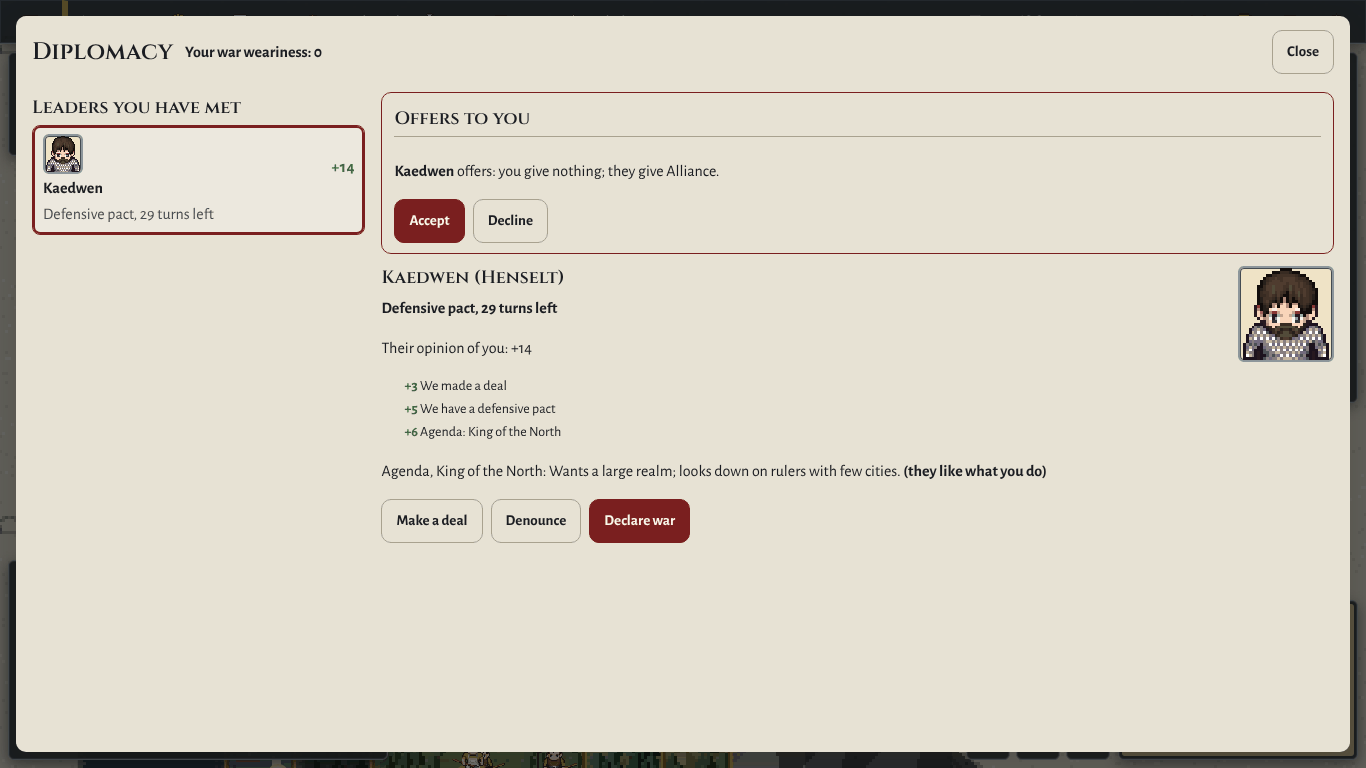 Diplomacy Your war weariness: 0
Close
Leaders you have met
+14
Kaedwen
Defensive pact, 29 turns left
Offers to you
Kaedwen offers: you give nothing; they give Alliance.
Accept Decline
Kaedwen (Henselt)
Defensive pact, 29 turns left
Their opinion of you: +14
+3 We made a deal
+5 We have a defensive pact
+6 Agenda: King of the North
Agenda, King of the North: Wants a large realm; looks down on rulers with few cities. (they like what you do)
Make a deal Denounce Declare war